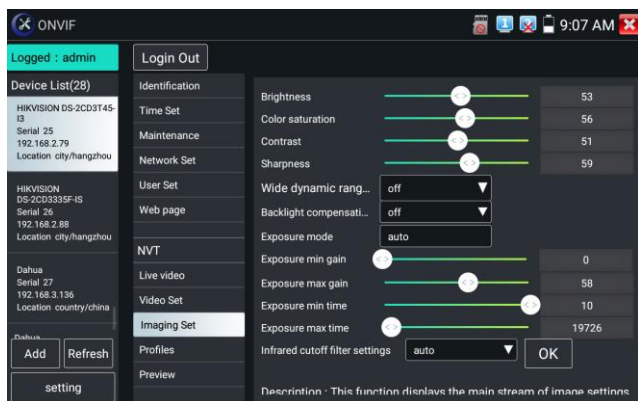 ONVIF
9:07 AM
Logged : admin
Login Out
Device List(28)
HIKVISION DS-2CD3T45-
I3
Serial 25
192.168.2.79
Location city/hangzhou
HIKVISION
DS-2CD3335F-IS
Serial 26
192.168.2.88
Location city/hangzhou
Dahua
Serial 27
192.168.3.136
Location country/china
Dahua
Add
Refresh
setting
Identification
Time Set
Maintenance
Network Set
User Set
Web page
NVT
Live video
Video Set
Imaging Set
Profiles
Preview
Brightness 53
Color saturation 56
Contrast 51
Sharpness 59
Wide dynamic rang... off
Backlight compensati... off
Exposure mode auto
Exposure min gain 0
Exposure max gain 58
Exposure min time 10
Exposure max time 19726
Infrared cutoff filter settings auto OK
Description : This function displays the main stream of image settings